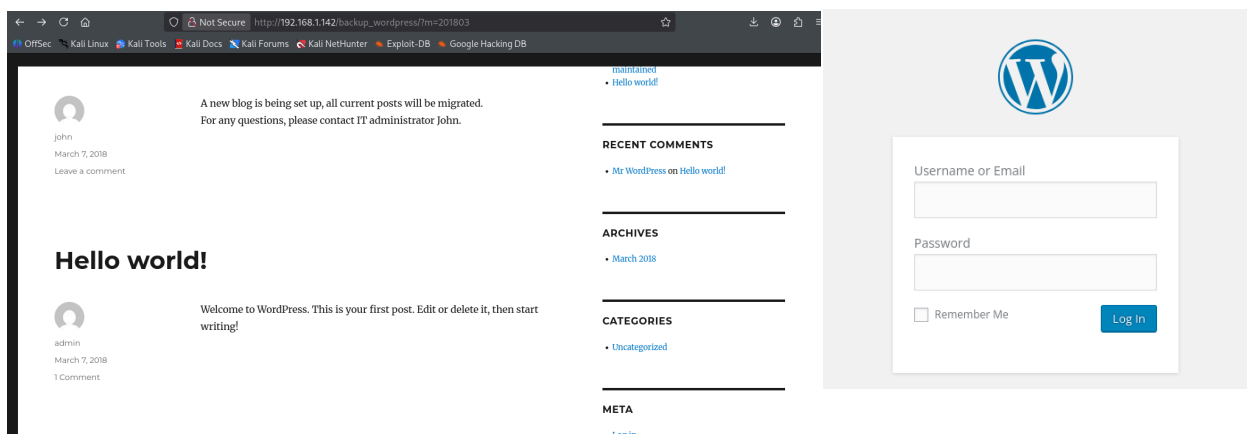 Not Secure http://192.168.1.142/backup_wordpress/?m=201803
OffSec Kali Linux Kali Tools Kali Docs Kali Forums Kali NetHunter Exploit-DB Google Hacking DB
john
March 7, 2018
Leave a comment
A new blog is being set up, all current posts will be migrated.
For any questions, please contact IT administrator John.
Hello world!
admin
March 7, 2018
1 Comment
Welcome to WordPress. This is your first post. Edit or delete it, then start
writing!
maintained
Hello world!
RECENT COMMENTS
Mr WordPress on Hello world!
ARCHIVES
March 2018
CATEGORIES
Uncategorized
META
Username or Email
Password
Remember Me
Log In